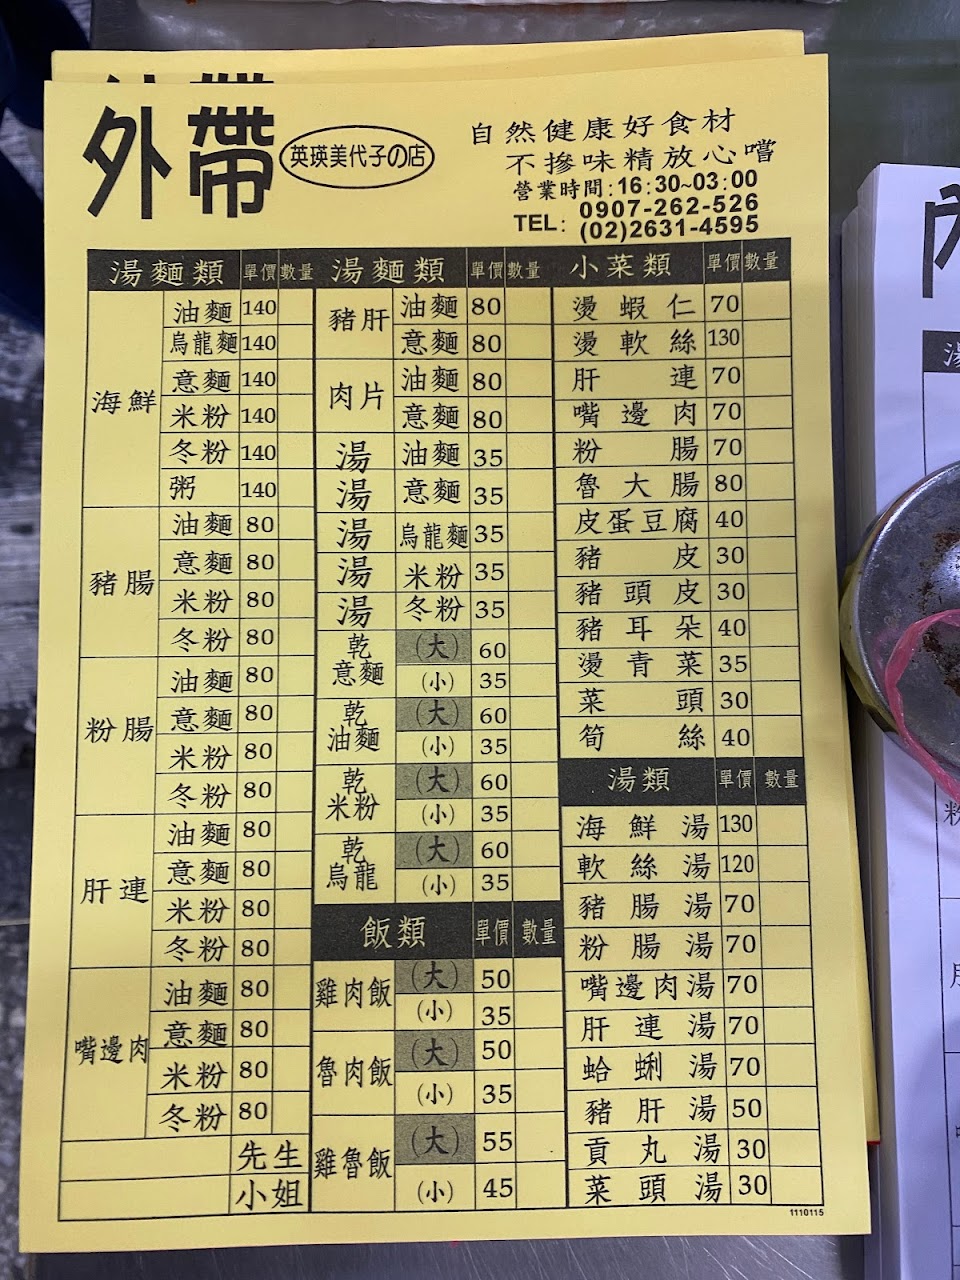 外帶
英瑛美代子の店
自然健康好食材
不摻味精放心嚐
營業時間:16:30~03:00
TEL: 0907-262-526
(02)2631-4595
湯麵類 單價 數量
海鮮 油麵 140
烏龍麵 140
意麵 140
米粉 140
冬粉 140
粥 140
豬腸 油麵 80
意麵 80
米粉 80
冬粉 80
粉腸 油麵 80
意麵 80
米粉 80
冬粉 80
肝連 油麵 80
意麵 80
米粉 80
冬粉 80
嘴邊肉 油麵 80
意麵 80
米粉 80
冬粉 80
先生
小姐
湯麵類 單價 數量
豬肝 油麵 80
意麵 80
肉片 油麵 80
意麵 80
湯 油麵 35
湯 意麵 35
湯 烏龍麵 35
湯 米粉 35
湯 冬粉 35
乾意麵 (大) 60
(小) 35
乾油麵 (大) 60
(小) 35
乾米粉 (大) 60
(小) 35
乾烏龍 (大) 60
(小) 35
飯類 單價 數量
雞肉飯 (大) 50
(小) 35
魯肉飯 (大) 50
(小) 35
雞魯飯 (大) 55
(小) 45
小菜類 單價 數量
燙蝦仁 70
燙軟絲 130
肝連 70
嘴邊肉 70
粉腸 70
魯大腸 80
皮蛋豆腐 40
豬皮 30
豬頭皮 30
豬耳朵 40
燙青菜 35
菜頭 30
筍絲 40
湯類 單價 數量
海鮮湯 130
軟絲湯 120
豬腸湯 70
粉腸湯 70
嘴邊肉湯 70
肝連湯 70
蛤蜊湯 70
豬肝湯 50
貢丸湯 30
菜頭湯 30
1110115